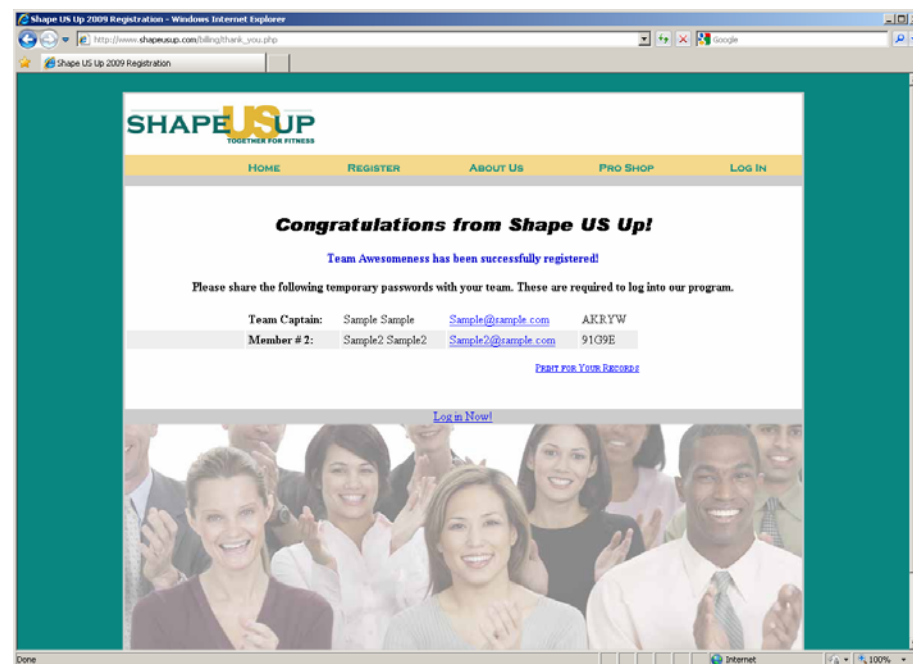 Shape US Up 2009 Registration - Windows Internet Explorer
http://www.shapeusup.com/billing/thank_you.php
Google
Shape US Up 2009 Registration
SHAPE US UP
TOGETHER FOR FITNESS
HOME REGISTER ABOUT US PRO SHOP LOG IN
Congratulations from Shape US Up!
Team Awesomeness has been successfully registered!
Please share the following temporary passwords with your team. These are required to log into our program.
Team Captain: Sample Sample Sample@sample.com AKRYW
Member # 2: Sample2 Sample2 Sample2@sample.com 91G9E
PRINT FOR YOUR RECORDS
Log in Now!
Done Internet 100%